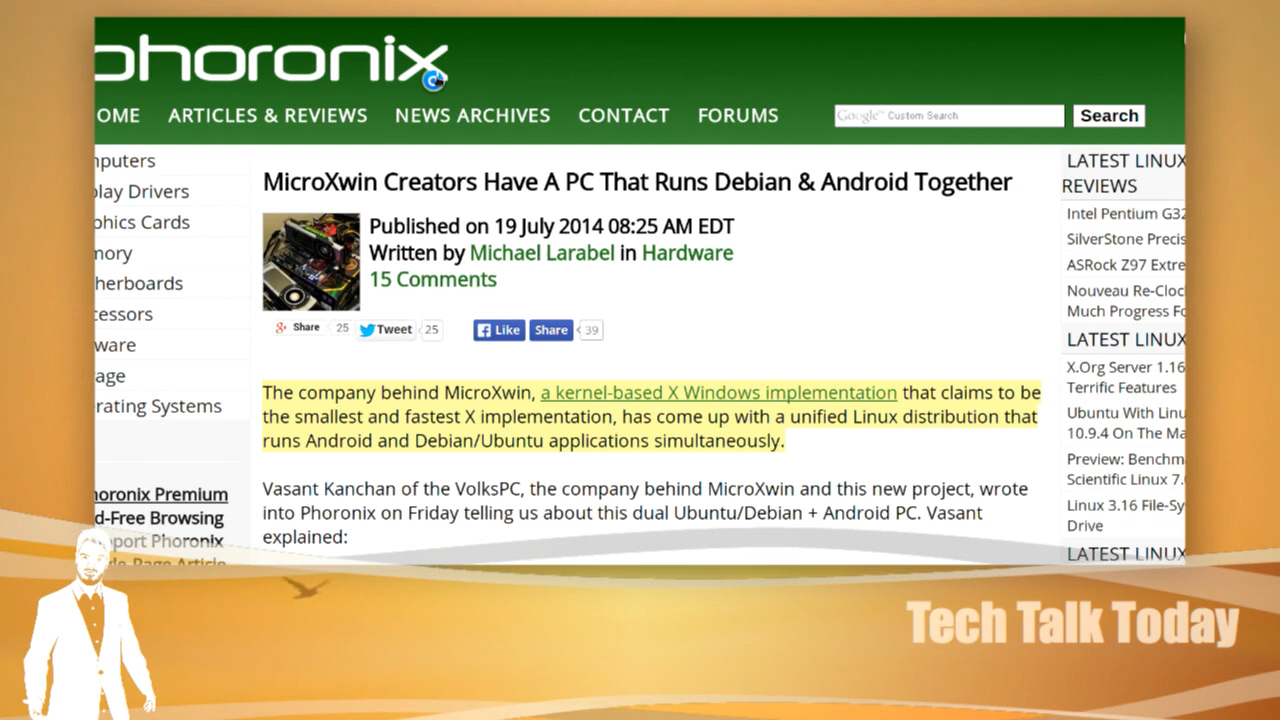 phoronix
OME ARTICLES & REVIEWS NEWS ARCHIVES CONTACT FORUMS Google™ Custom Search Search
mputers
play Drivers
phics Cards
mory
herboards
cessors
ware
age
rating Systems
horonix Premium
d-Free Browsing
pport Phoronix
gle-Page Article
MicroXwin Creators Have A PC That Runs Debian & Android Together
Published on 19 July 2014 08:25 AM EDT
Written by Michael Larabel in Hardware
15 Comments
Share 25 Tweet 25 Like Share 39
The company behind MicroXwin, a kernel-based X Windows implementation that claims to be
the smallest and fastest X implementation, has come up with a unified Linux distribution that
runs Android and Debian/Ubuntu applications simultaneously.
Vasant Kanchan of the VolksPC, the company behind MicroXwin and this new project, wrote
into Phoronix on Friday telling us about this dual Ubuntu/Debian + Android PC. Vasant
explained:
LATEST LINUX
REVIEWS
Intel Pentium G32
SilverStone Precis
ASRock Z97 Extre
Nouveau Re-Cloc
Much Progress Fo
LATEST LINUX
X.Org Server 1.16
Terrific Features
Ubuntu With Linu
10.9.4 On The Ma
Preview: Benchm
Scientific Linux 7.
Linux 3.16 File-Sy
Drive
LATEST LINUX
Tech Talk Today